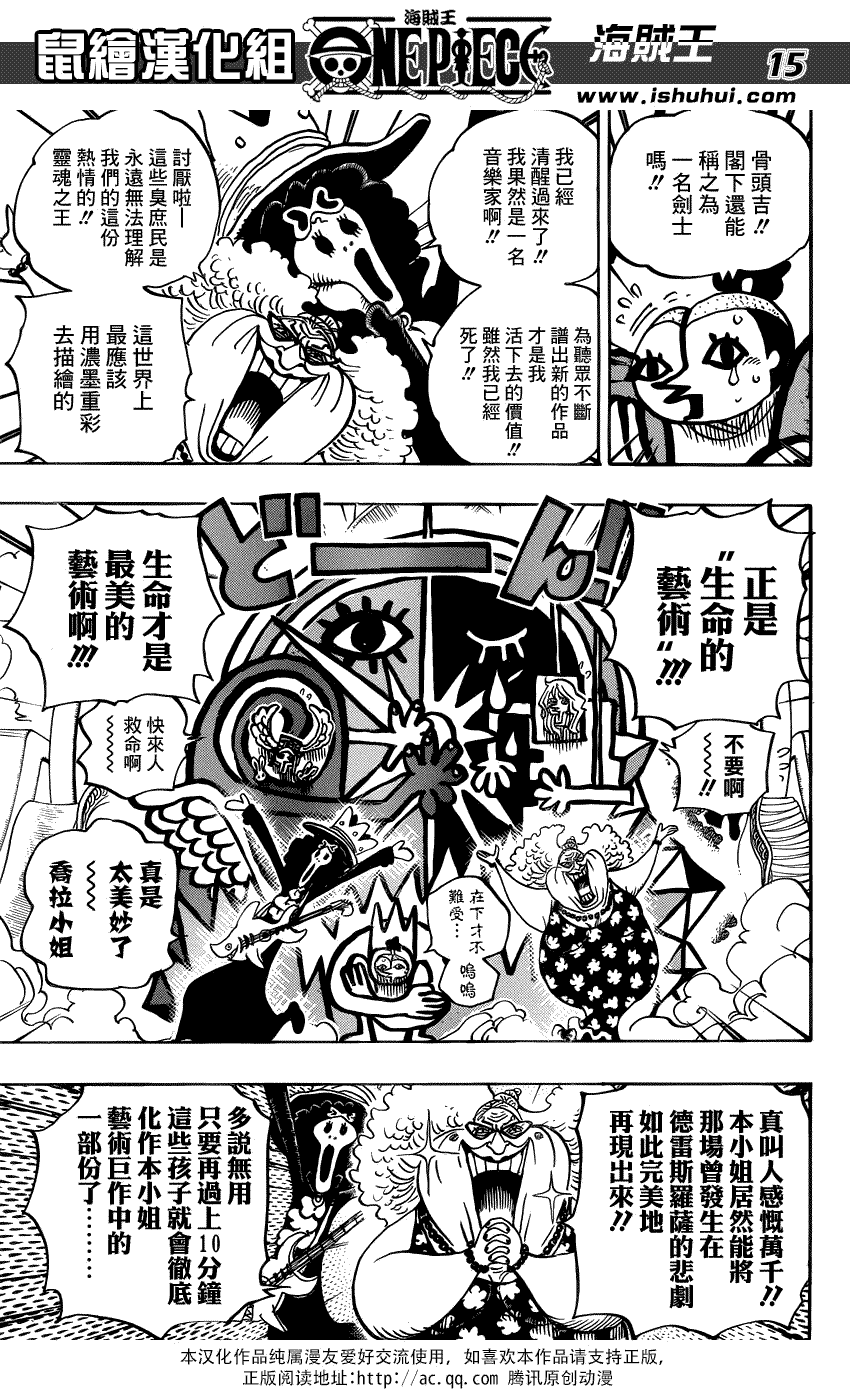 鼠繪漢化組
海賊王
ONE PIECE
海賊王
15
www.ishuhui.com
骨頭吉!!
閣下還能
稱之為
一名劍士
嗎!!
我已經
清醒過來了!!
我果然是一名
音樂家啊!!
為聽眾不斷
譜出新的作品
才是我
活下去的價值!!
雖然我已經
死了!!
討厭啦—
這些臭庶民是
永遠無法理解
我們的這份
熱情的!!
靈魂之王
這世界上
最應該
用濃墨重彩
去描繪的
どーん!!
正是
“生命的
藝術”!!!
生命才是
最美的
藝術啊!!!
不要啊
~~~!!
快來人
救命啊
~~~
真是
太美妙了
~~~
喬拉小姐
在下才不
難受…
嗚嗚
真叫人感慨萬千!!
本小姐居然能將
那場曾發生在
德雷斯羅薩的悲劇
如此完美地
再現出來!!
多説無用
只要再過上10分鐘
這些孩子就會徹底
化作本小姐
藝術巨作中的
一部份了………
本汉化作品纯属漫友爱好交流使用，如喜欢本作品请支持正版，
正版阅读地址:http://ac.qq.com 腾讯原创动漫